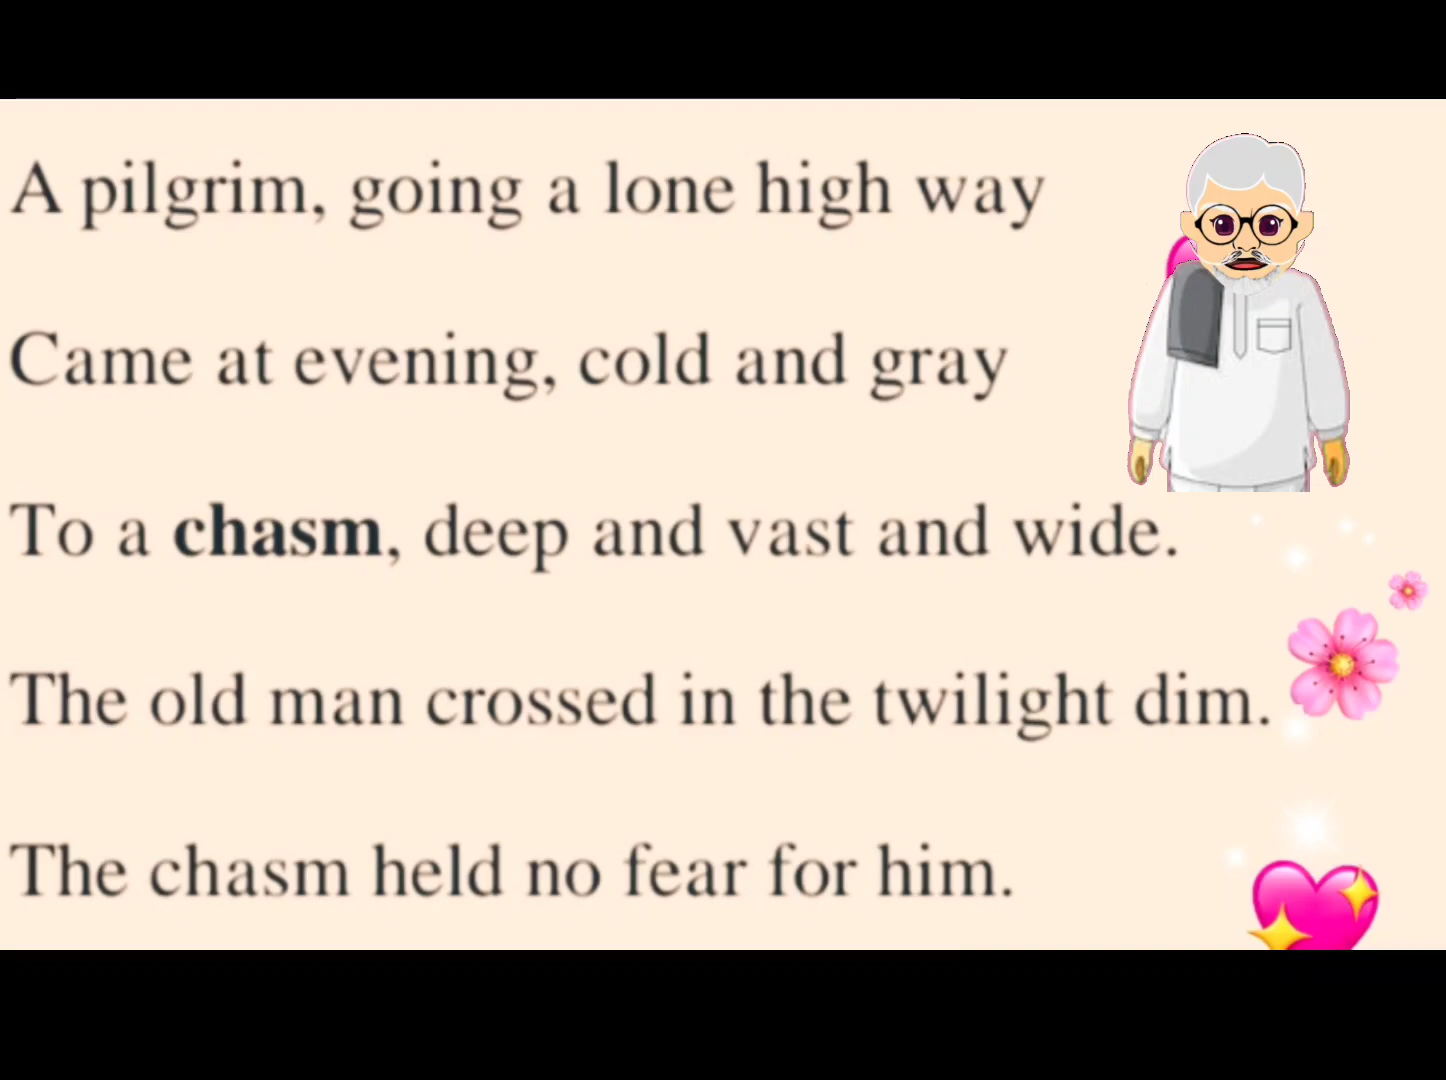 A pilgrim, going a lone high way
Came at evening, cold and gray
To a chasm, deep and vast and wide.
The old man crossed in the twilight dim.
The chasm held no fear for him.